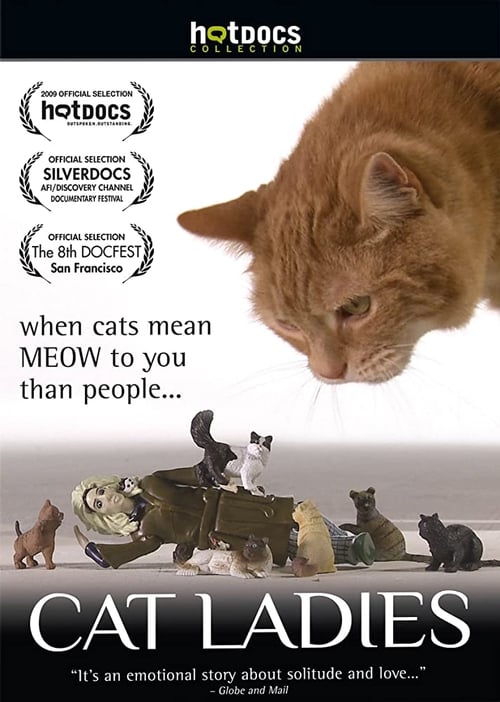 hotDOCS
COLLECTION
2009 OFFICIAL SELECTION
hotDOCS
OUTSPOKEN.OUTSTANDING.
OFFICIAL SELECTION
SILVERDOCS
AFI/DISCOVERY CHANNEL
DOCUMENTARY FESTIVAL
OFFICIAL SELECTION
The 8th DOCFEST
San Francisco
when cats mean
MEOW to you
than people...
CAT LADIES
“It's an emotional story about solitude and love...”
– Globe and Mail